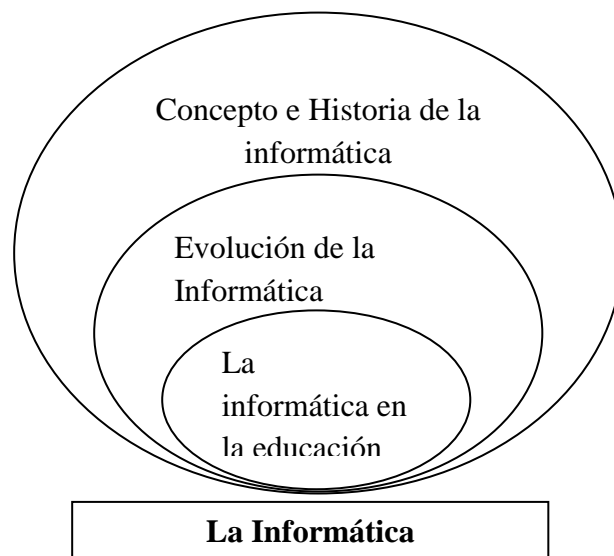 Concepto e Historia de la
informática
Evolución de la
Informática
La
informática en
la educación
La Informática